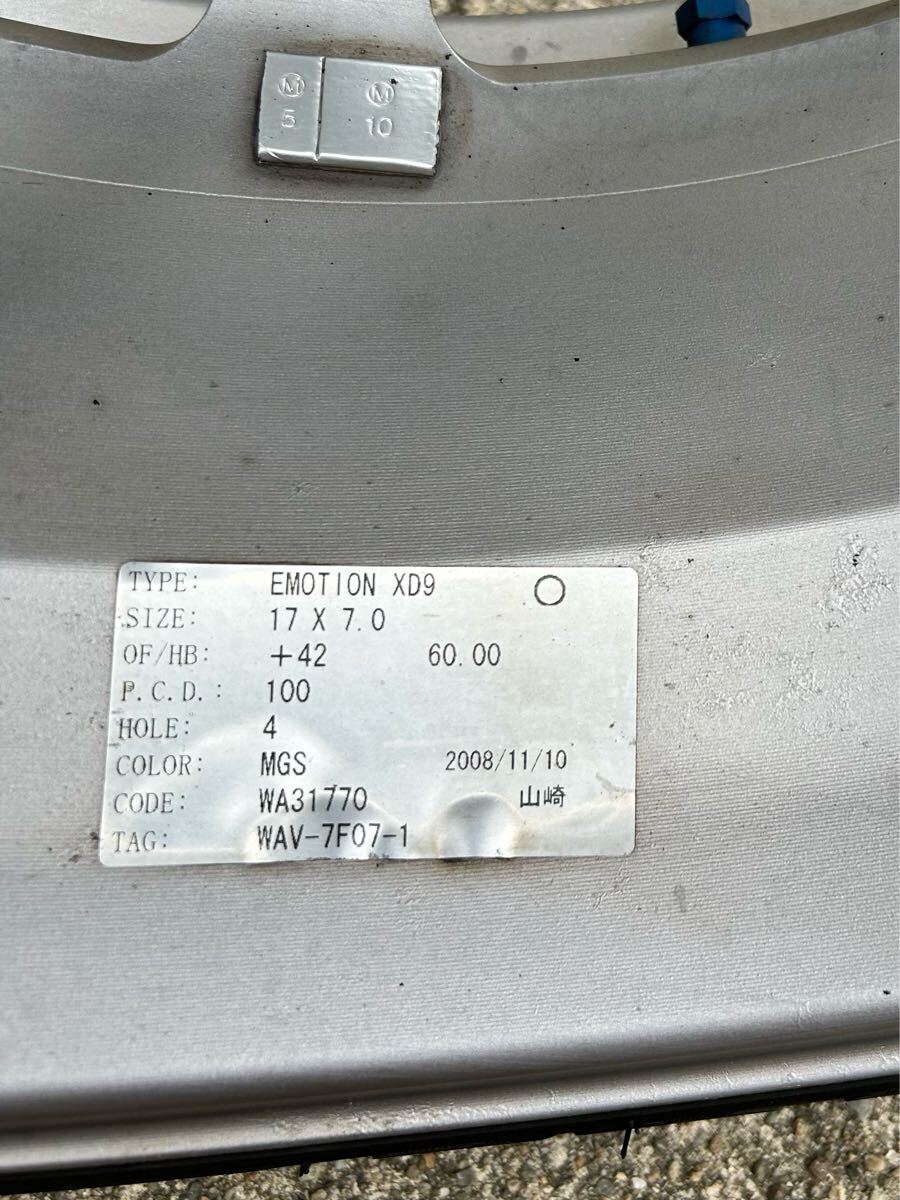 Ⓜ Ⓜ
5 10
TYPE: EMOTION XD9 ○
SIZE: 17 X 7.0
OF/HB: +42 60.00
P.C.D.: 100
HOLE: 4
COLOR: MGS 2008/11/10
CODE: WA31770 山崎
TAG: WAV-7F07-1